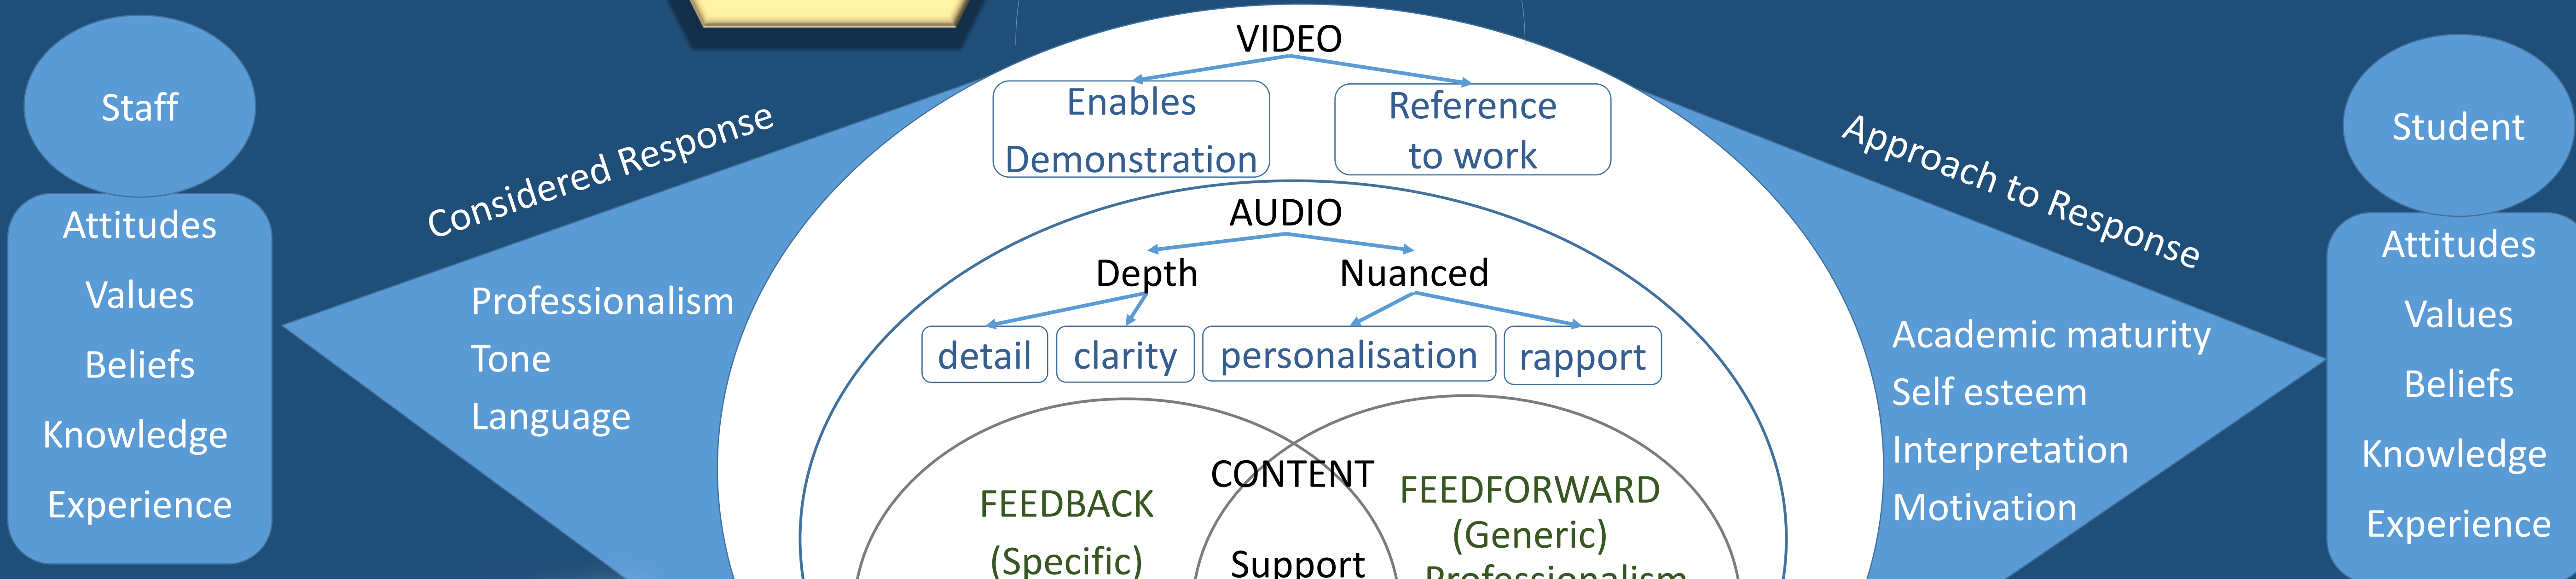 Staff
Attitudes
Values
Beliefs
Knowledge
Experience
Considered Response
Professionalism
Tone
Language
VIDEO
Enables
Demonstration
Reference
to work
AUDIO
Depth
Nuanced
detail
clarity
personalisation
rapport
CONTENT
FEEDBACK
(Specific)
Support
FEEDFORWARD
(Generic)
Professionalism
Approach to Response
Academic maturity
Self esteem
Interpretation
Motivation
Student
Attitudes
Values
Beliefs
Knowledge
Experience